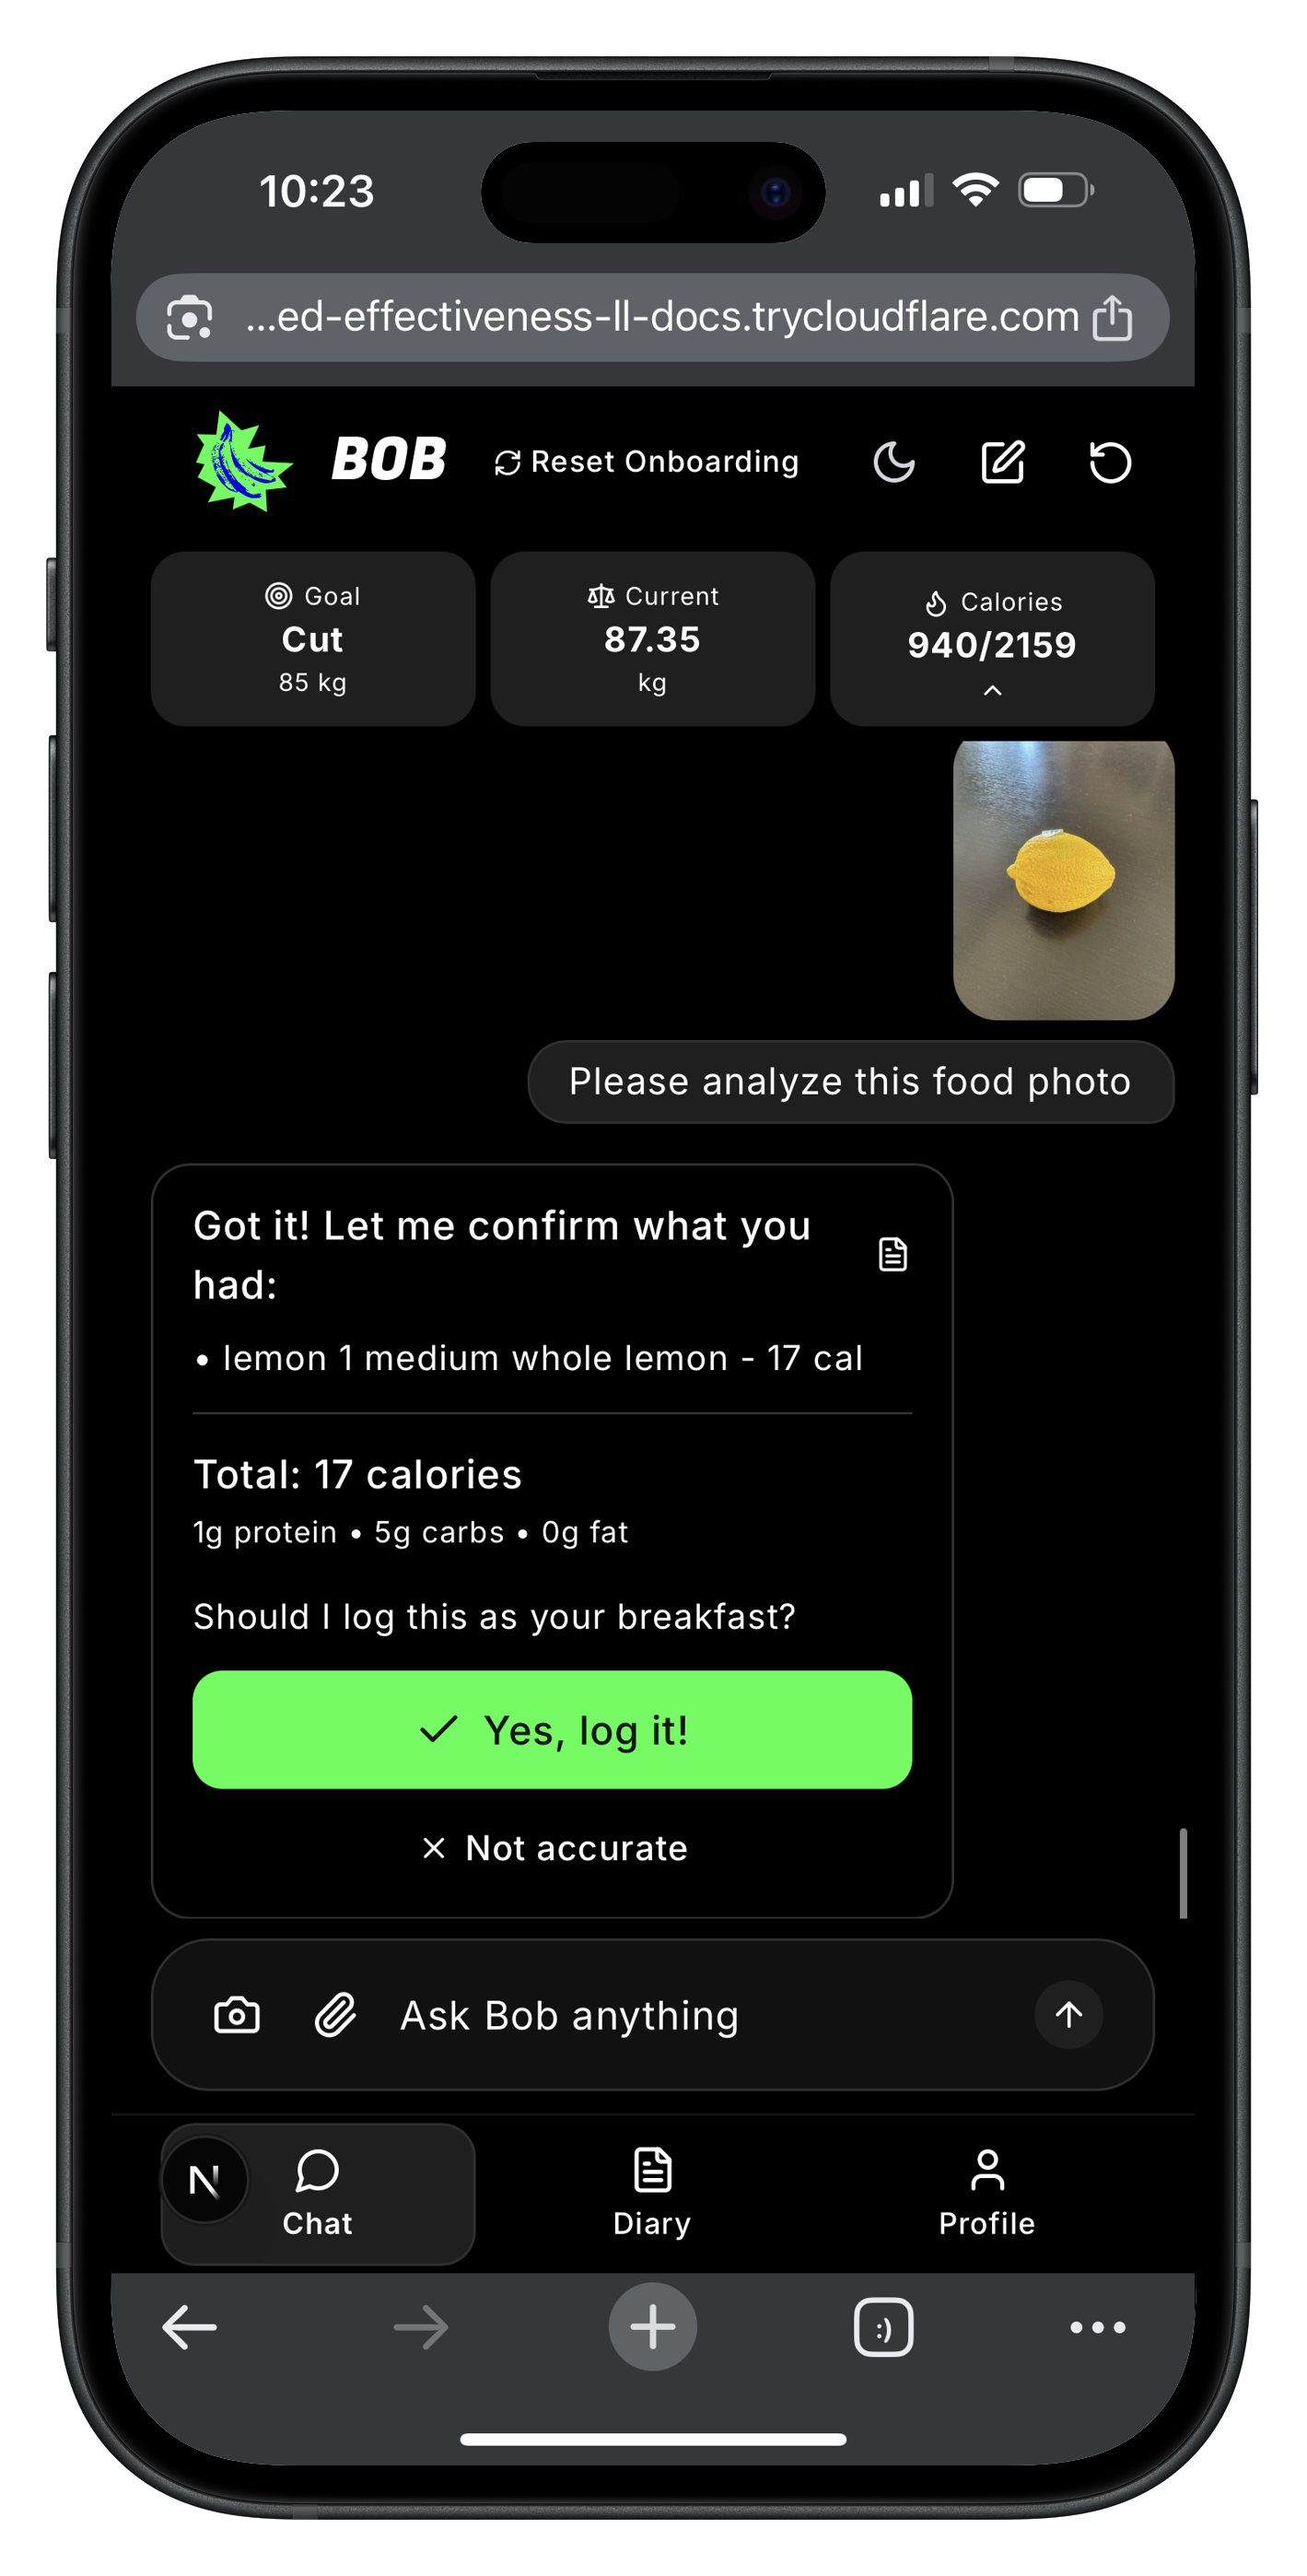 10:23
...ed-effectiveness-ll-docs.trycloudflare.com
BOB
Reset Onboarding
Goal
Cut
85 kg
Current
87.35
kg
Calories
940/2159
Please analyze this food photo
Got it! Let me confirm what you
had:
• lemon 1 medium whole lemon - 17 cal
Total: 17 calories
1g protein • 5g carbs • 0g fat
Should I log this as your breakfast?
Yes, log it!
Not accurate
Ask Bob anything
N
Chat
Diary
Profile
:)